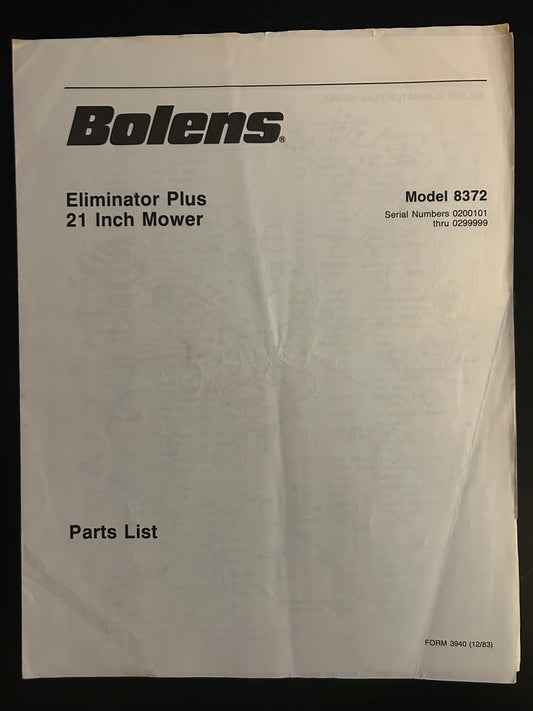 Bolens®
Eliminator Plus
21 Inch Mower
Model 8372
Serial Numbers 0200101
thru 0299999
Parts List
FORM 3940 (12/83)